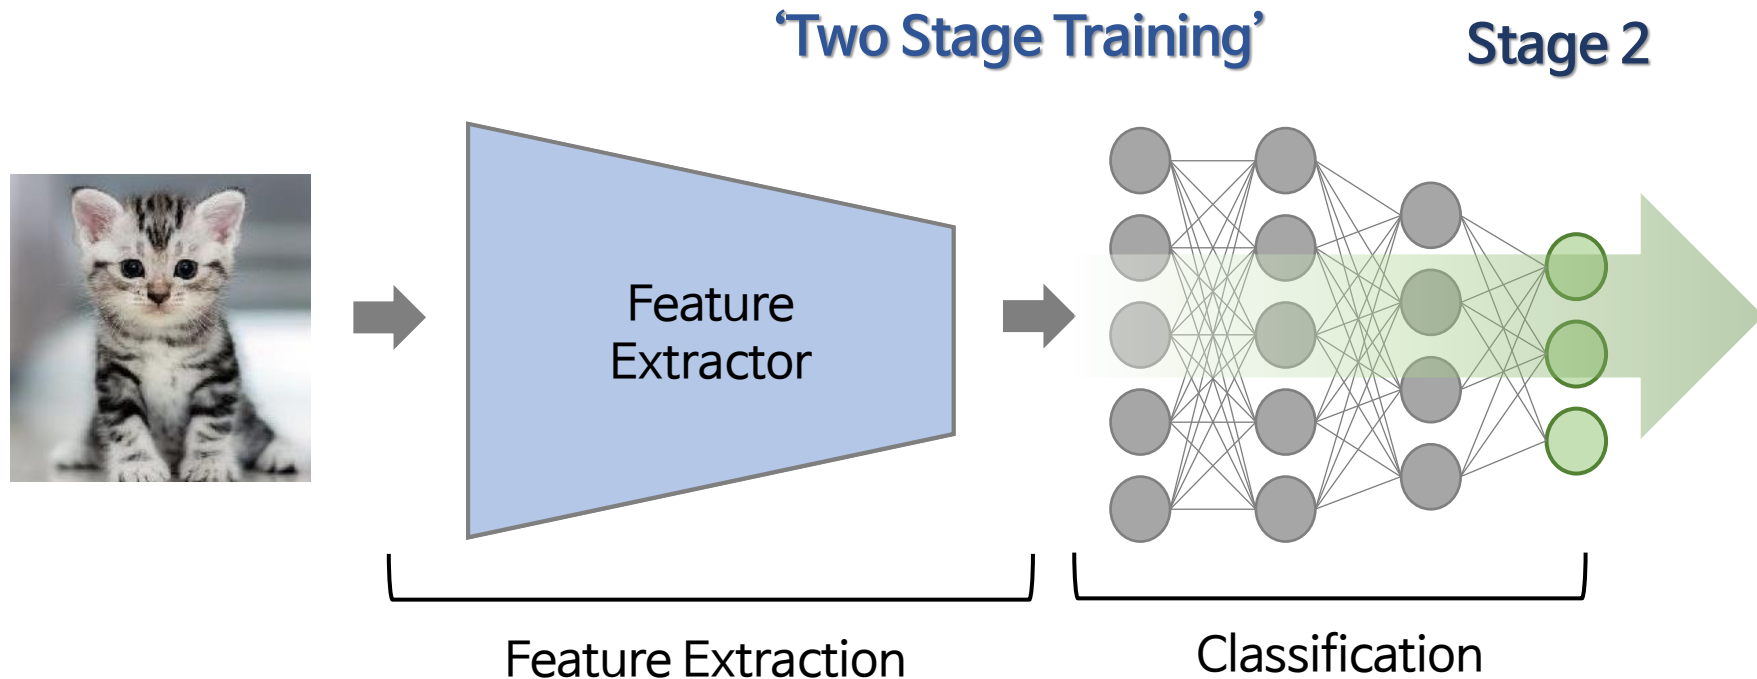 ‘Two Stage Training’
Stage 2
Feature
Extractor
Feature Extraction
Classification